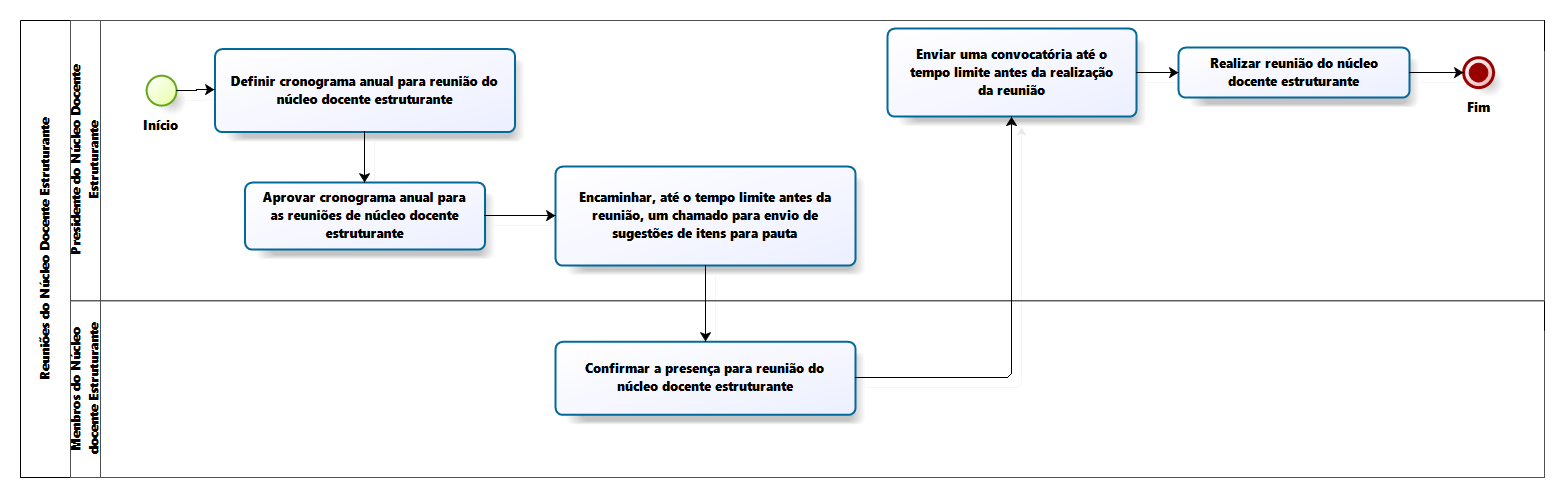 Reuniões do Núcleo Docente Estruturante
Presidente do Núcleo Docente
Estruturante
Início
Definir cronograma anual para reunião do
núcleo docente estruturante
Aprovar cronograma anual para
as reuniões de núcleo docente
estruturante
Encaminhar, até o tempo limite antes da
reunião, um chamado para envio de
sugestões de itens para pauta
Enviar uma convocatória até o
tempo limite antes da realização
da reunião
Realizar reunião do núcleo
docente estruturante
Fim
Menbros do Núcleo
docente Estruturante
Confirmar a presença para reunião do
núcleo docente estruturante